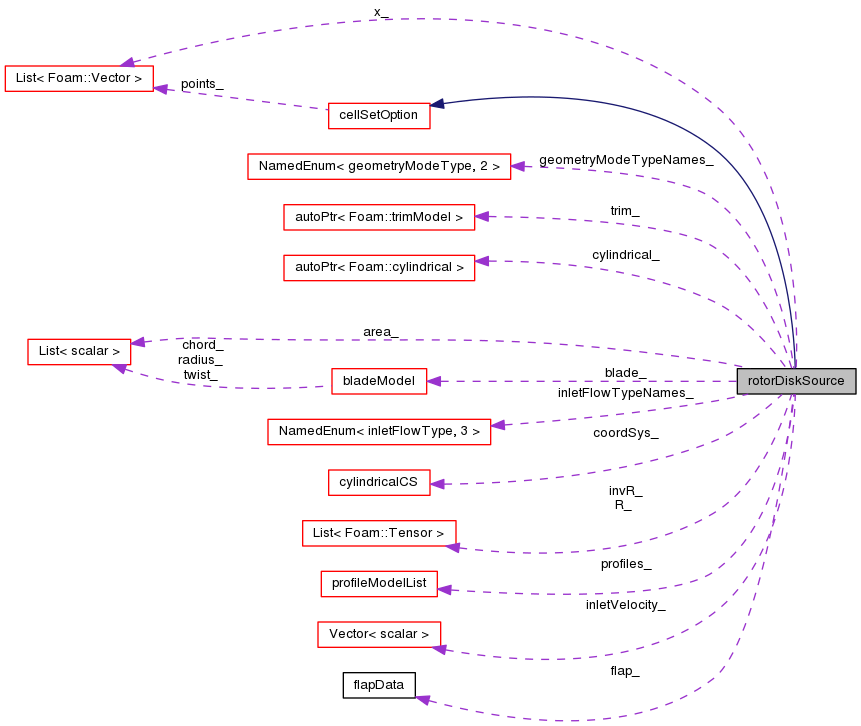 x_
List< Foam::Vector >
points_
cellSetOption
geometryModeTypeNames_
NamedEnum< geometryModeType, 2 >
trim_
autoPtr< Foam::trimModel >
cylindrical_
autoPtr< Foam::cylindrical >
area_
List< scalar >
chord_
radius_
twist_
bladeModel
blade_
rotorDiskSource
inletFlowTypeNames_
NamedEnum< inletFlowType, 3 >
coordSys_
cylindricalCS
invR_
R_
List< Foam::Tensor >
profiles_
profileModelList
inletVelocity_
Vector< scalar >
flap_
flapData